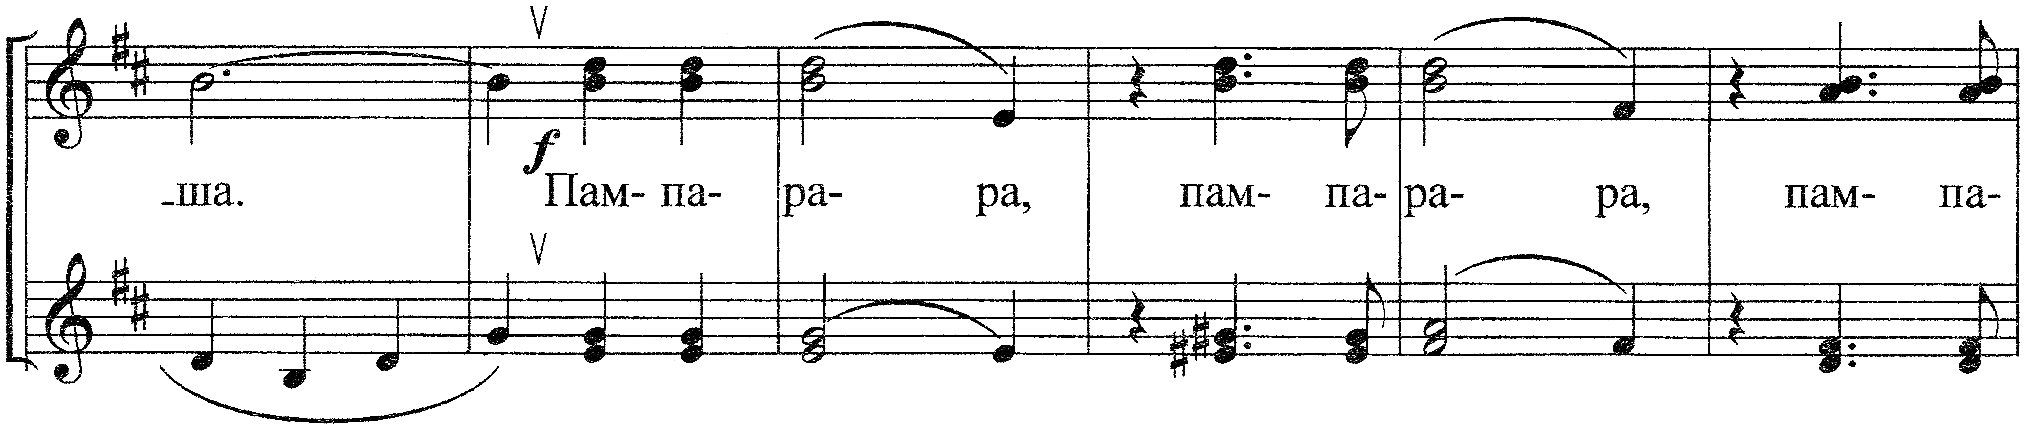 f
-ша. Пам- па- ра- ра, пам- па- ра- ра, пам- па-